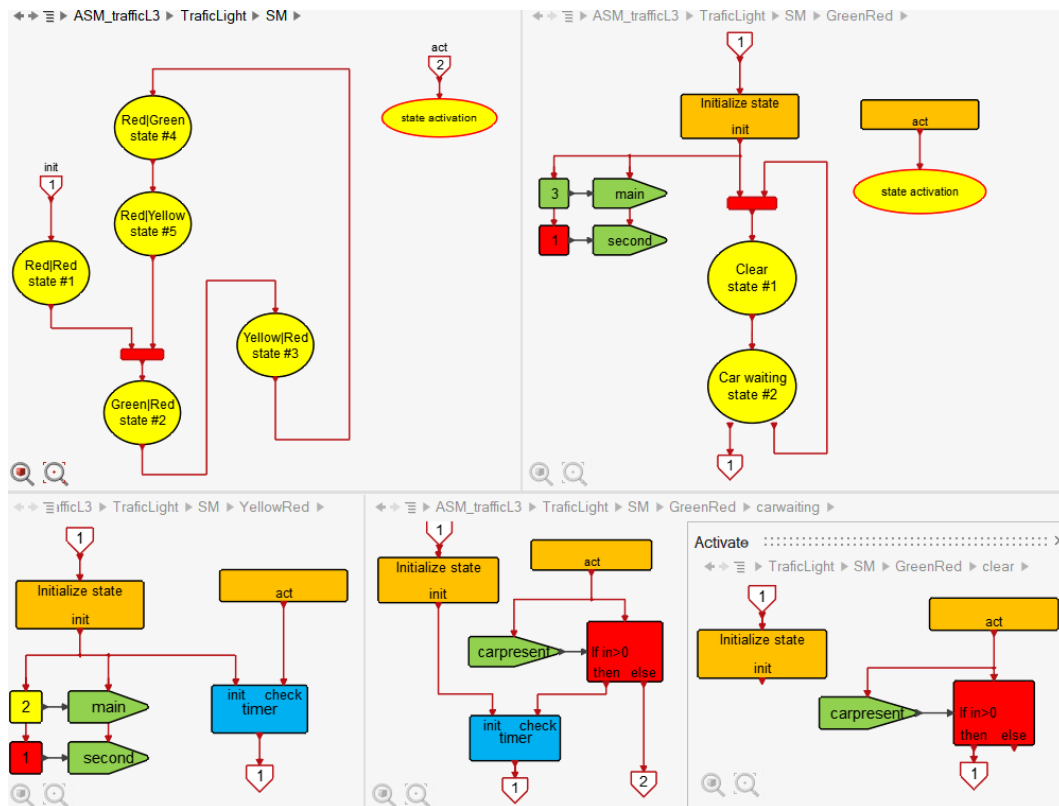 ASM_trafficL3 TraficLight SM
act
2
state activation
Red|Green
state #4
init
1
Red|Yellow
state #5
Red|Red
state #1
Yellow|Red
state #3
Green|Red
state #2
ASM_trafficL3 TraficLight SM GreenRed
1
Initialize state
init
act
3
main
state activation
1
second
Clear
state #1
Car waiting
state #2
1
afficL3 TraficLight SM YellowRed
1
Initialize state
init
act
2
main
init check
timer
1
second
1
ASM_trafficL3 TraficLight SM GreenRed carwaiting
1
Initialize state
init
act
carpresent
If in>0
then else
init check
timer
1
2
Activate
TraficLight SM GreenRed clear
1
Initialize state
init
act
carpresent
If in>0
then else
1